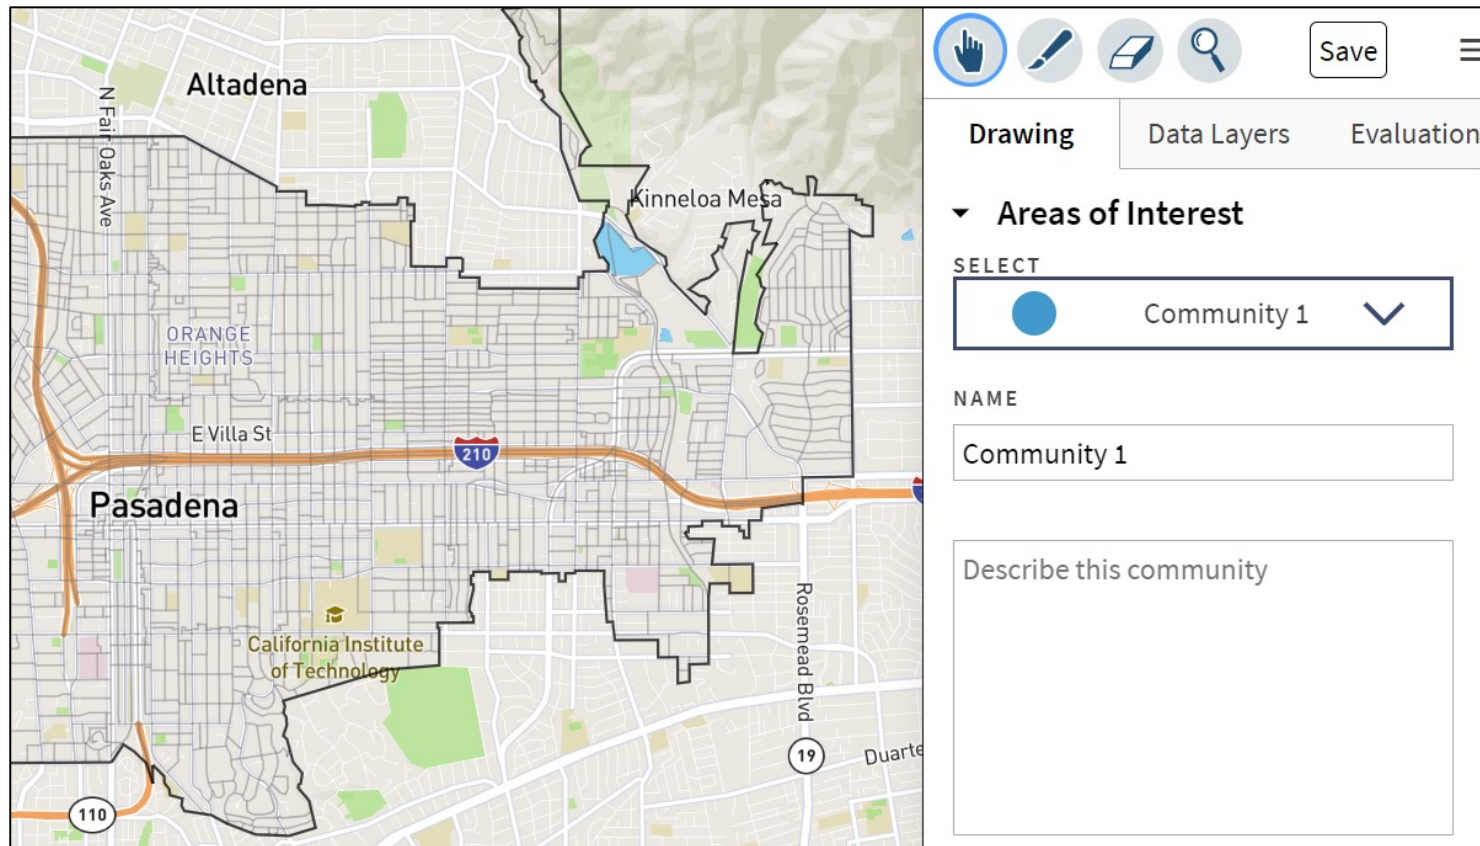 Altadena
N Fair Oaks Ave
Kinneloa Mesa
ORANGE
HEIGHTS
E Villa St
210
Pasadena
California Institute
of Technology
Rosemead Blvd
19
Duarte
110
Save
Drawing
Data Layers
Evaluation
Areas of Interest
SELECT
Community 1
NAME
Community 1
Describe this community